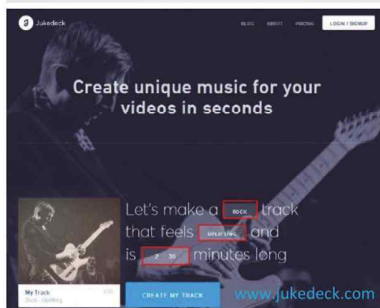 Jukedeck
BLOG ABOUT PRICING LOGIN / SIGNUP
Create unique music for your
videos in seconds
Let's make a ROCK track
that feels UPLIFTING and
is 2 30 minutes long
My Track
CREATE MY TRACK
www.jukedeck.com